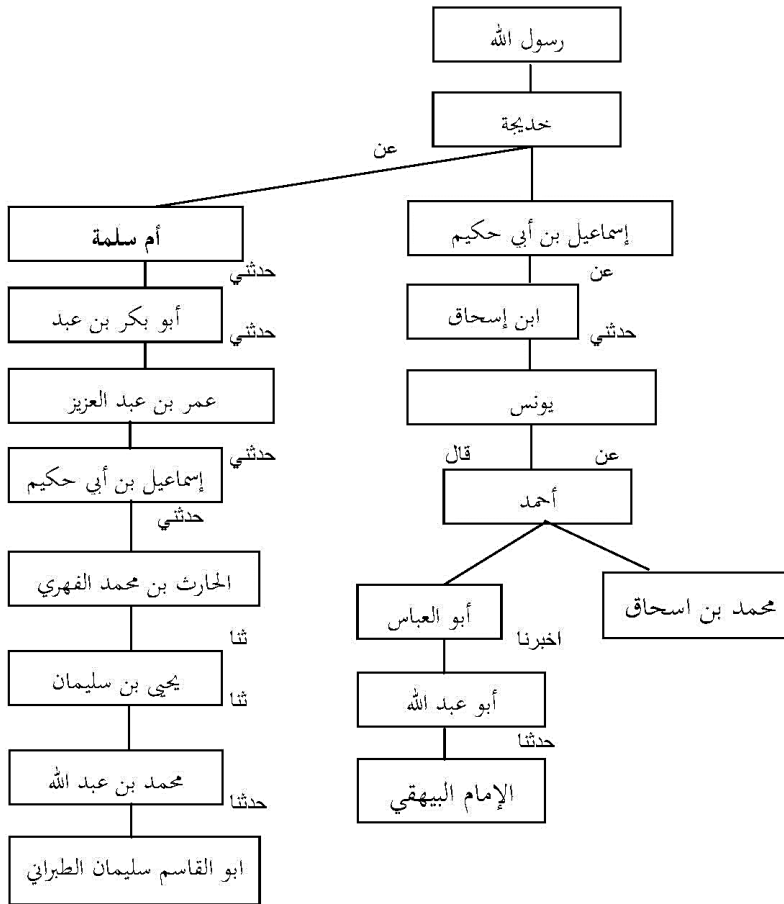 رسول الله
خديجة
عن
إسماعيل بن أبي حكيم
عن
ابن إسحاق
حدثني
يونس
عن
قال
أحمد
محمد بن اسحاق
أبو العباس
اخبرنا
أبو عبد الله
حدثنا
الإمام البيهقي
أم سلمة
حدثني
أبو بكر بن عبد
حدثني
عمر بن عبد العزيز
حدثني
إسماعيل بن أبي حكيم
حدثني
الحارث بن محمد الفهري
ثنا
يحيى بن سليمان
ثنا
محمد بن عبد الله
حدثنا
ابو القاسم سليمان الطبراني